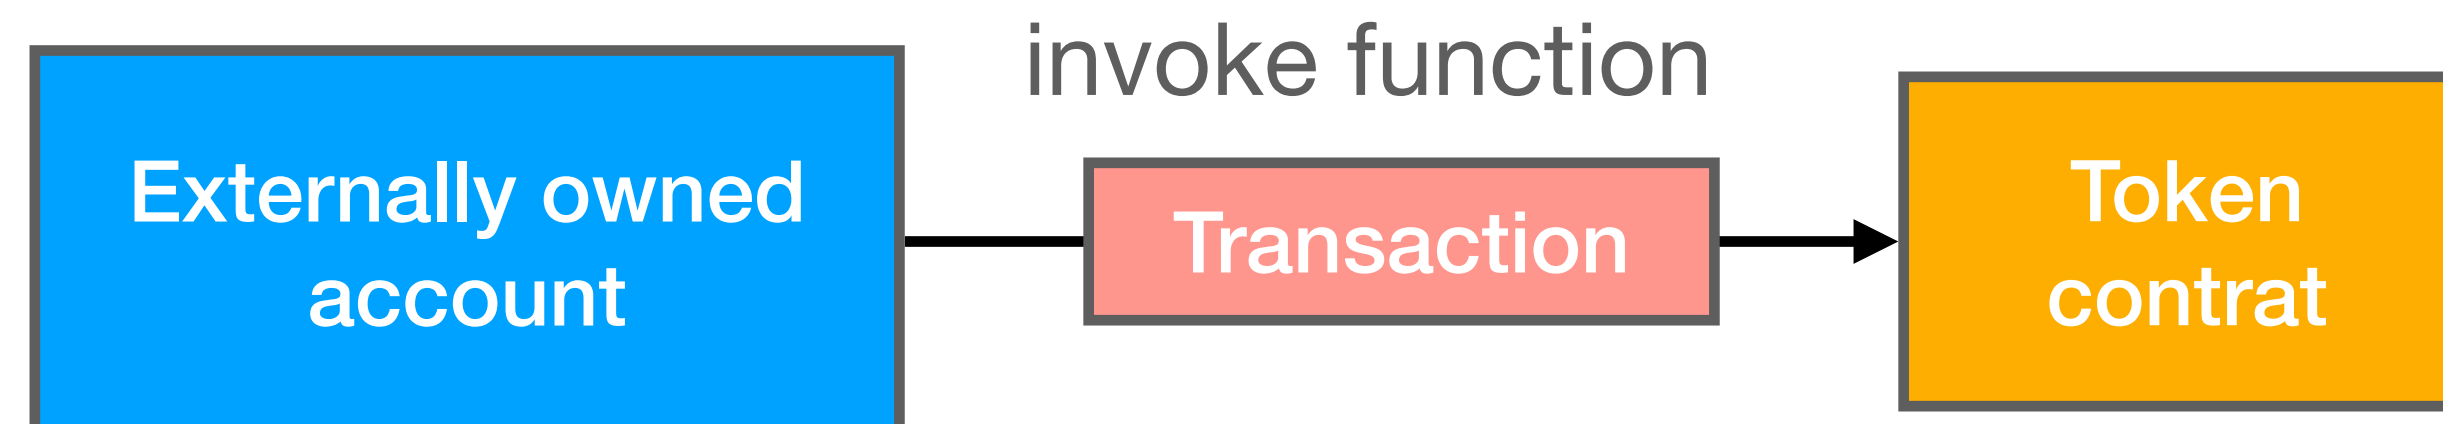 invoke function
Externally owned
account
Transaction
Token
contrat